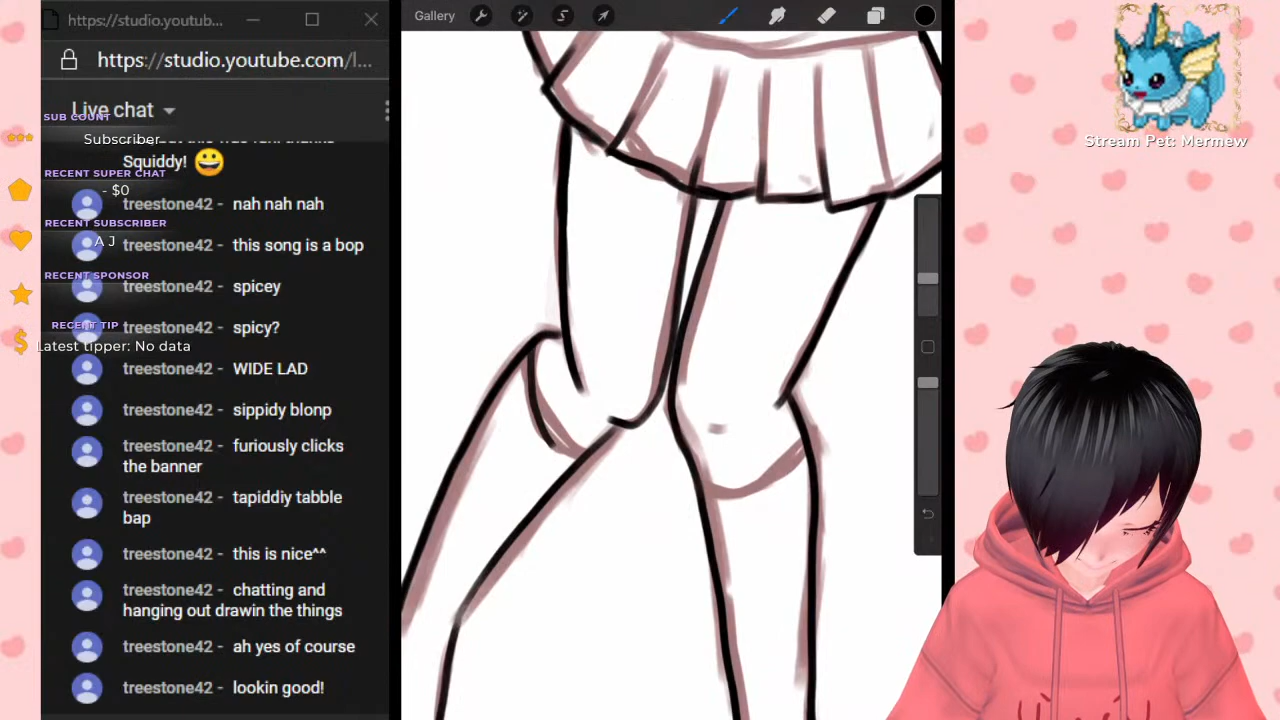 https://studio.youtub...
https://studio.youtube.com/l...
Live chat
SUB COUNT
Subscriber
Squiddy! 😀
RECENT SUPER CHAT
- $0
treestone42 - nah nah nah
RECENT SUBSCRIBER
A J
treestone42 - this song is a bop
RECENT SPONSOR
treestone42 - spicey
RECENT TIP
treestone42 - spicy?
Latest tipper: No data
treestone42 - WIDE LAD
treestone42 - sippidy blonp
treestone42 - furiously clicks
the banner
treestone42 - tapiddiy tabble
bap
treestone42 - this is nice^^
treestone42 - chatting and
hanging out drawin the things
treestone42 - ah yes of course
treestone42 - lookin good!
Gallery
Stream Pet: Mermew